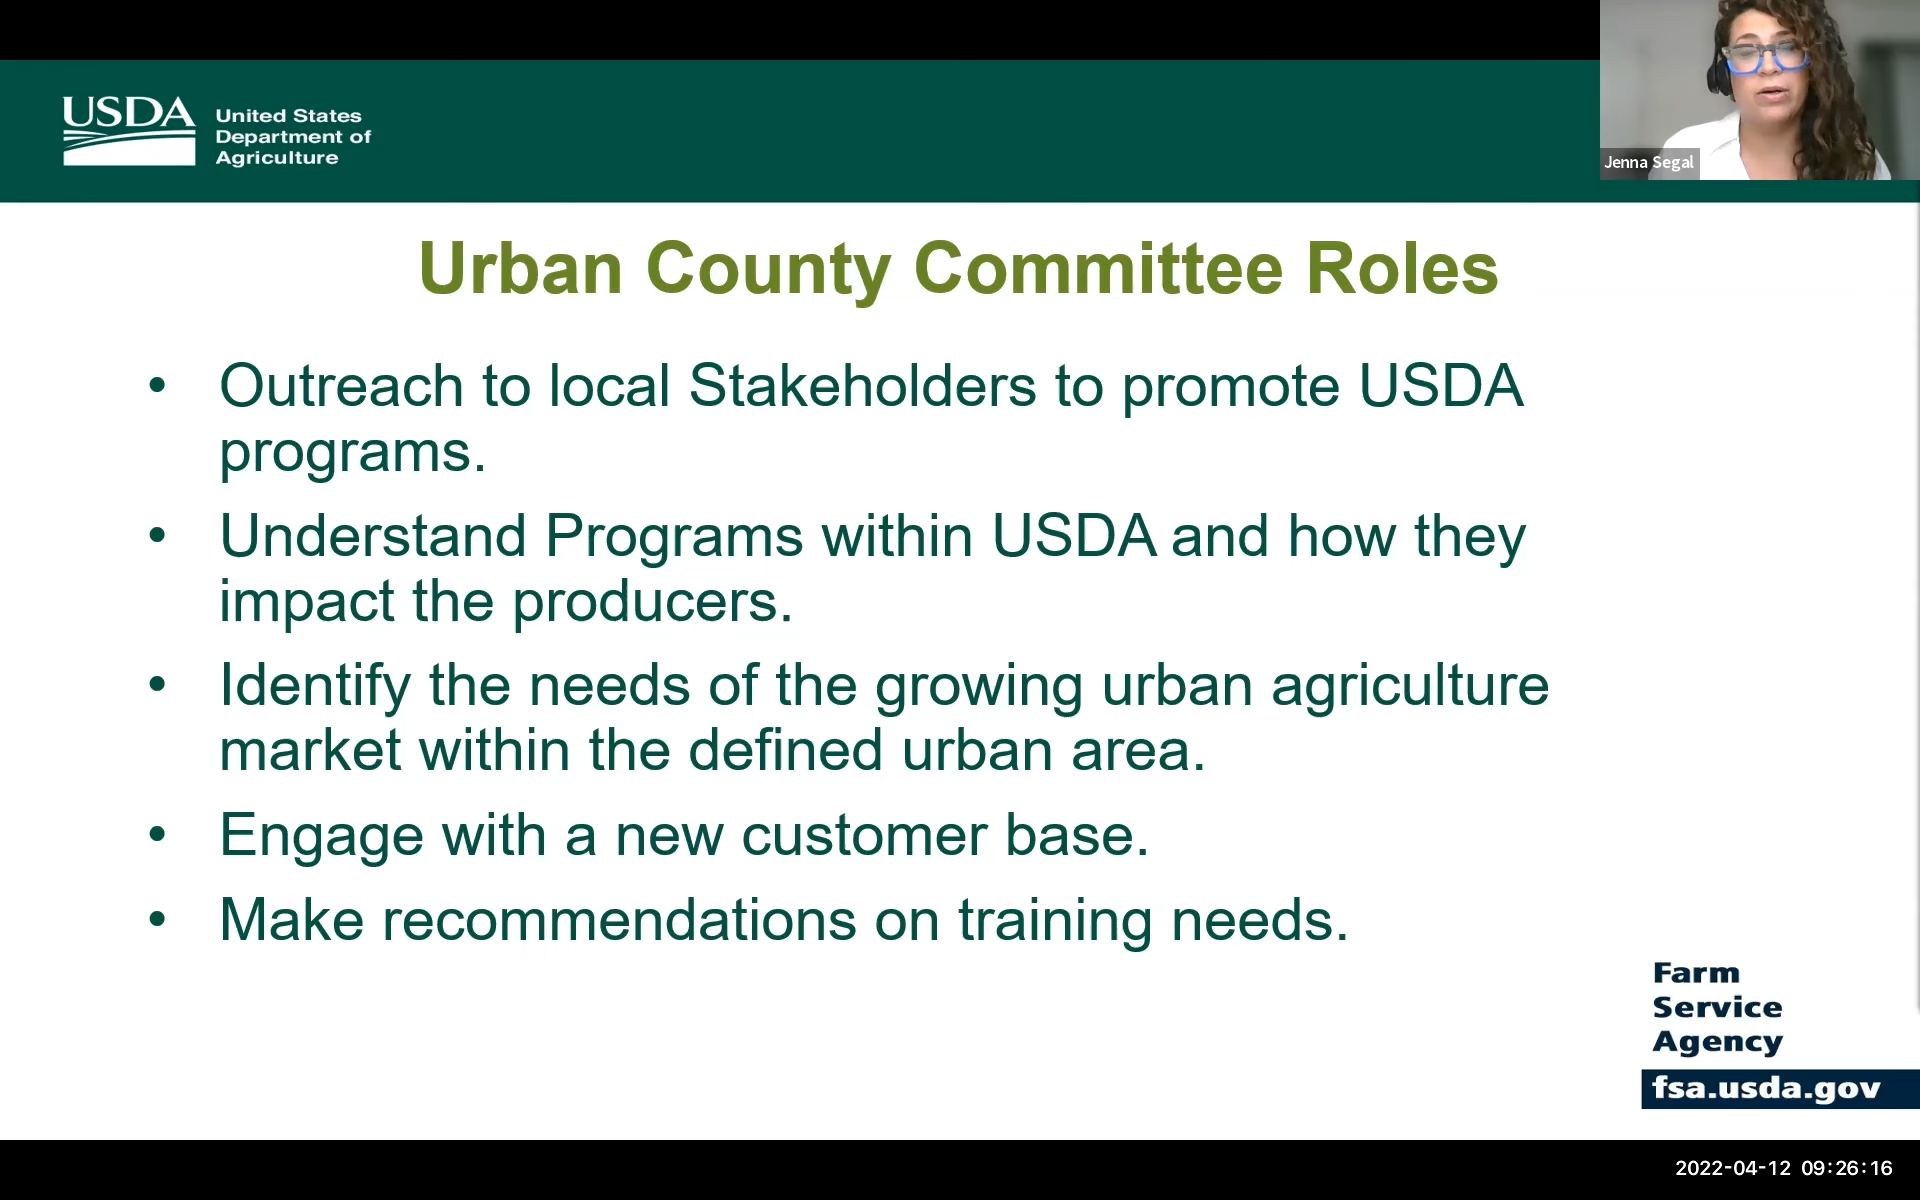 USDA
United States
Department of
Agriculture
Jenna Segal
Urban County Committee Roles
• Outreach to local Stakeholders to promote USDA
programs.
• Understand Programs within USDA and how they
impact the producers.
• Identify the needs of the growing urban agriculture
market within the defined urban area.
• Engage with a new customer base.
• Make recommendations on training needs.
Farm
Service
Agency
fsa.usda.gov
2022-04-12 09:26:16